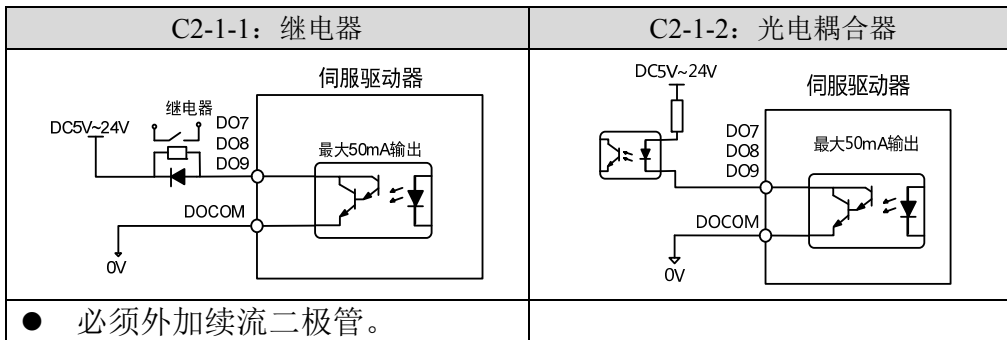 C2-1-1：继电器
C2-1-2：光电耦合器
伺服驱动器
继电器
DC5V~24V
DO7
DO8
DO9
最大50mA输出
DOCOM
0V
DC5V~24V
伺服驱动器
DO7
DO8
DO9
最大50mA输出
DOCOM
0V
● 必须外加续流二极管。